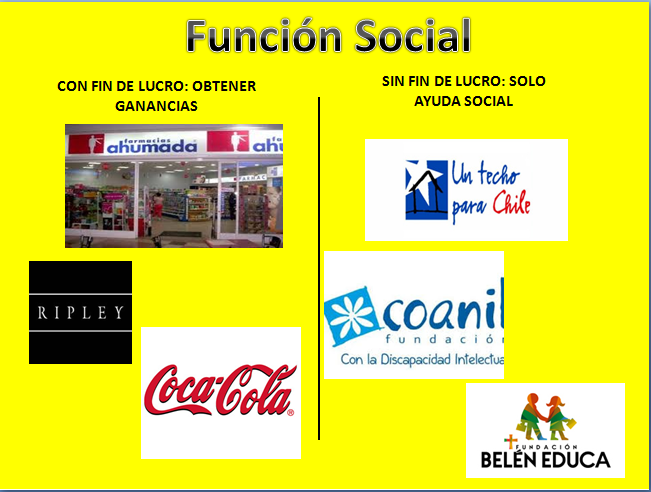 Función Social
CON FIN DE LUCRO: OBTENER
GANANCIAS
farmacias
ahumada
ahu
RIPLEY
Coca-Cola
SIN FIN DE LUCRO: SOLO
AYUDA SOCIAL
Un techo
para Chile
coanil
fundación
Con la Discapacidad Intelectua
FUNDACIÓN
BELÉN EDUCA